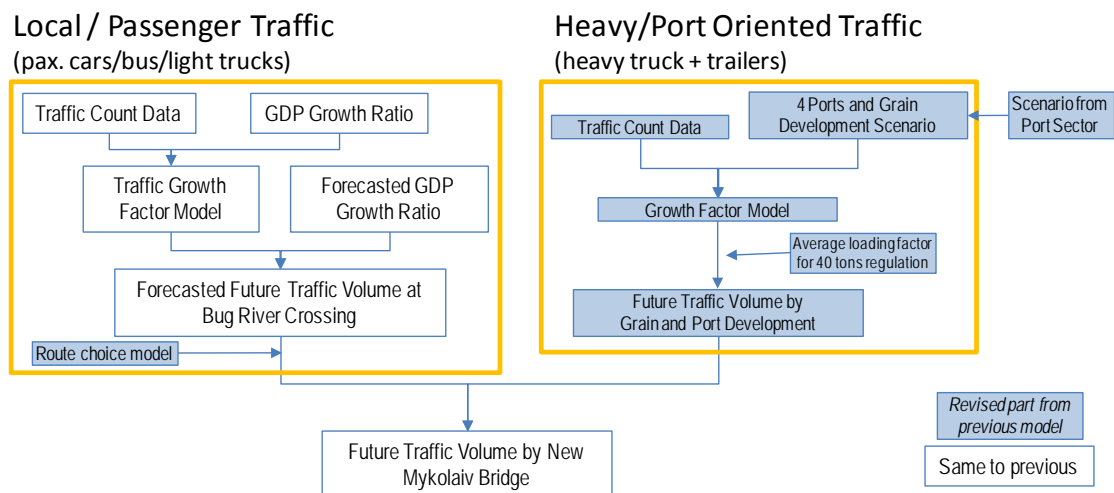 Local / Passenger Traffic
(pax. cars/bus/light trucks)
Traffic Count Data
GDP Growth Ratio
Traffic Growth
Factor Model
Forecasted GDP
Growth Ratio
Forecasted Future Traffic Volume at
Bug River Crossing
Route choice model
Heavy/Port Oriented Traffic
(heavy truck + trailers)
Traffic Count Data
4 Ports and Grain
Development Scenario
Scenario from
Port Sector
Growth Factor Model
Average loading factor
for 40 tons regulation
Future Traffic Volume by
Grain and Port Development
Future Traffic Volume by New
Mykolaiv Bridge
Revised part from
previous model
Same to previous